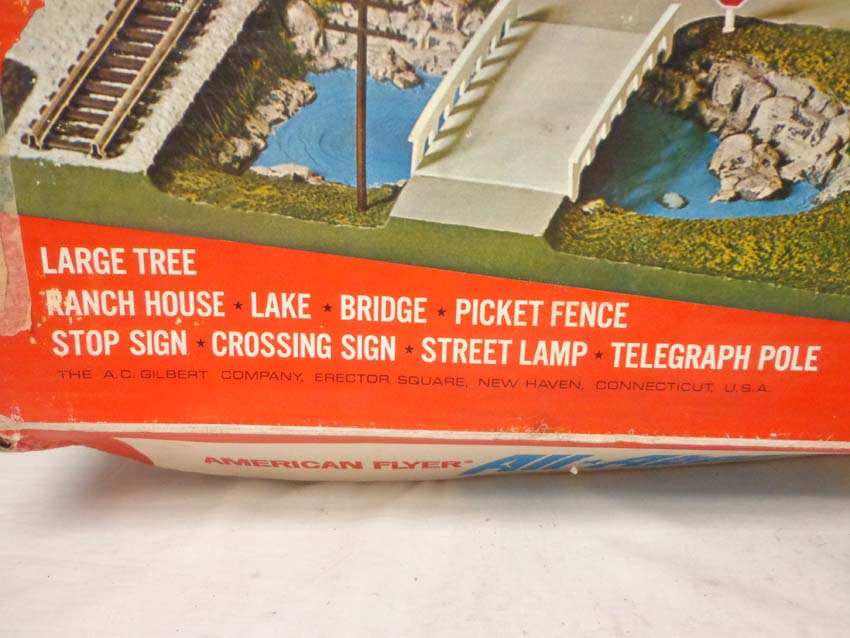 LARGE TREE
RANCH HOUSE ★ LAKE ★ BRIDGE ★ PICKET FENCE
STOP SIGN ★ CROSSING SIGN ★ STREET LAMP ★ TELEGRAPH POLE
THE A.C. GILBERT COMPANY, ERECTOR SQUARE, NEW HAVEN, CONNECTICUT, U.S.A.
AMERICAN FLYER®